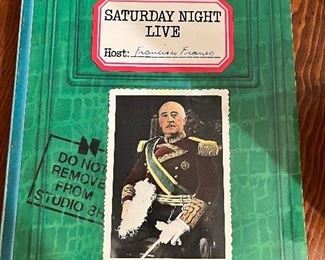 SATURDAY NIGHT
LIVE
Host: Francisco Franco
DO NOT
REMOVE
FROM
STUDIO 8H